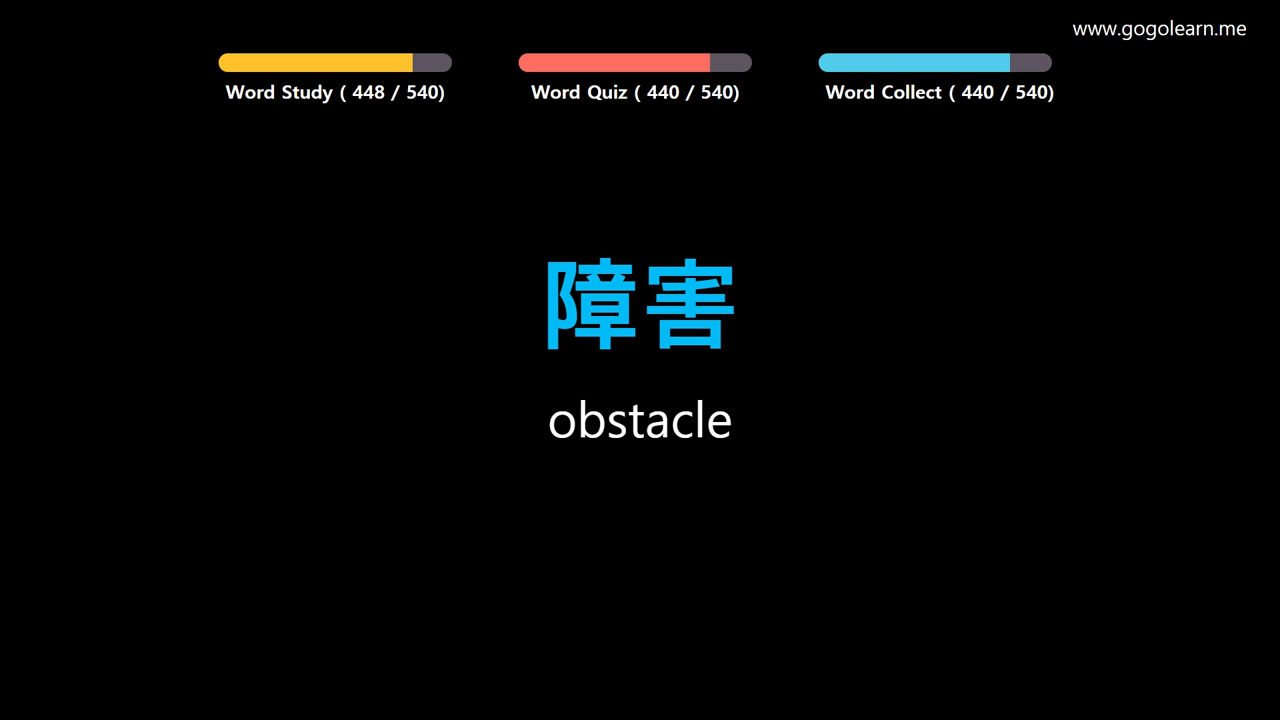 www.gogolearn.me
Word Study ( 448 / 540)
Word Quiz ( 440 / 540)
Word Collect ( 440 / 540)
障害
obstacle